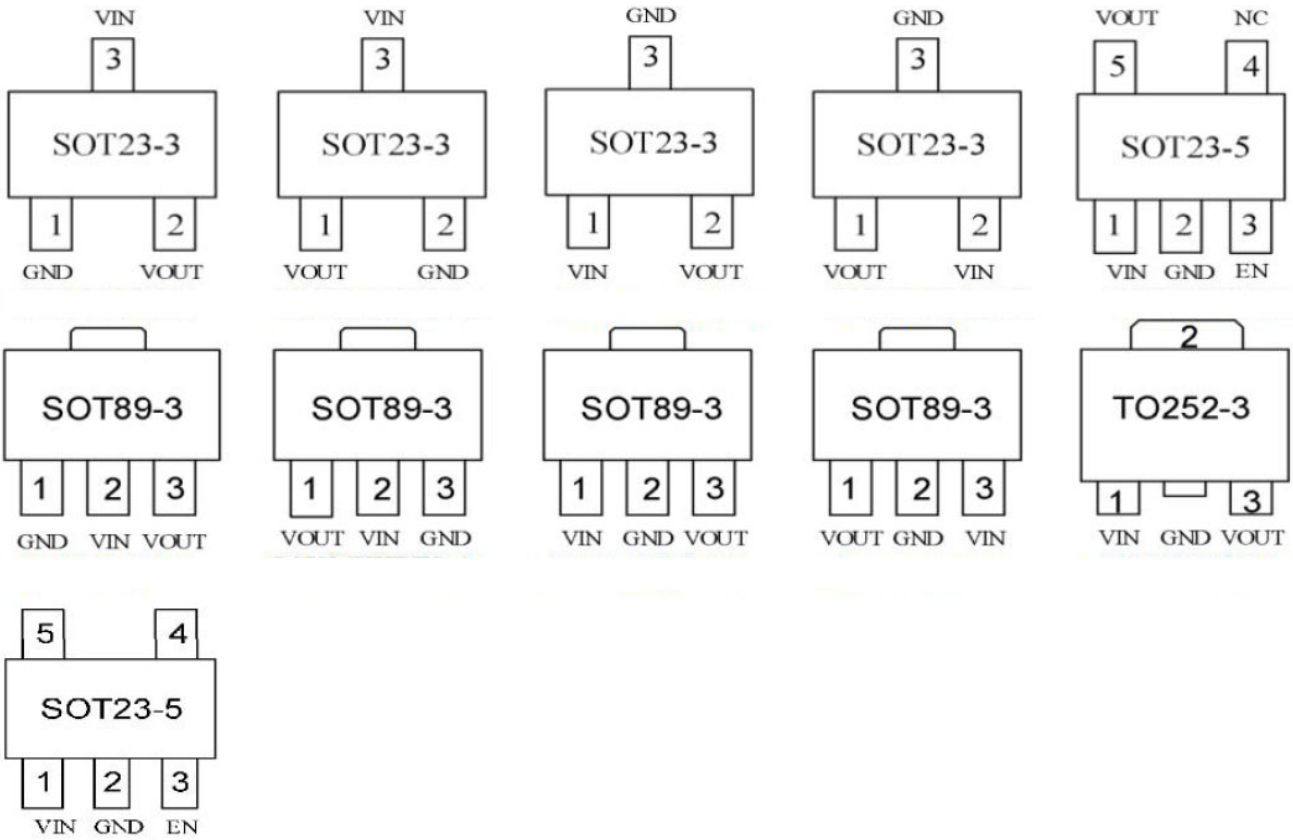 VIN VIN GND GND VOUT NC
3 3 3 3 5 4
SOT23-3 SOT23-3 SOT23-3 SOT23-3 SOT23-5
1 2 1 2 1 2 1 2 1 2 3
GND VOUT VOUT GND VIN VOUT VOUT VIN VIN GND EN
2
SOT89-3 SOT89-3 SOT89-3 SOT89-3 TO252-3
1 2 3 1 2 3 1 2 3 1 2 3 1 3
GND VIN VOUT VOUT VIN GND VIN GND VOUT VOUT GND VIN VIN GND VOUT
5 4
SOT23-5
1 2 3
VIN GND EN